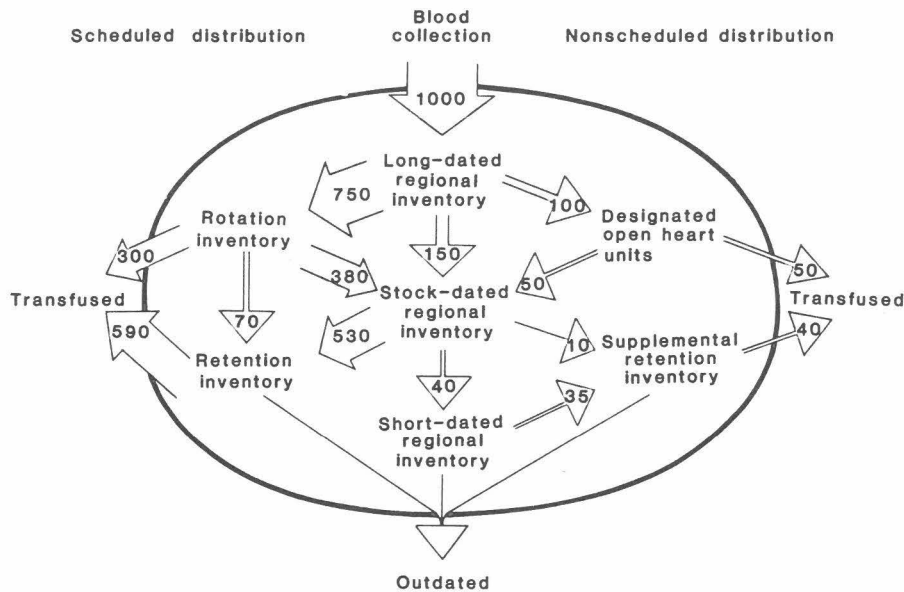 Scheduled distribution
Blood
collection
Nonscheduled distribution
1000
Long-dated
regional
inventory
750
100
Rotation
inventory
Designated
open heart
units
150
300
380
50
50
Transfused
Stock-dated
regional
inventory
Transfused
590
70
530
10
40
Retention
inventory
Supplemental
retention
inventory
40
35
Short-dated
regional
inventory
Outdated